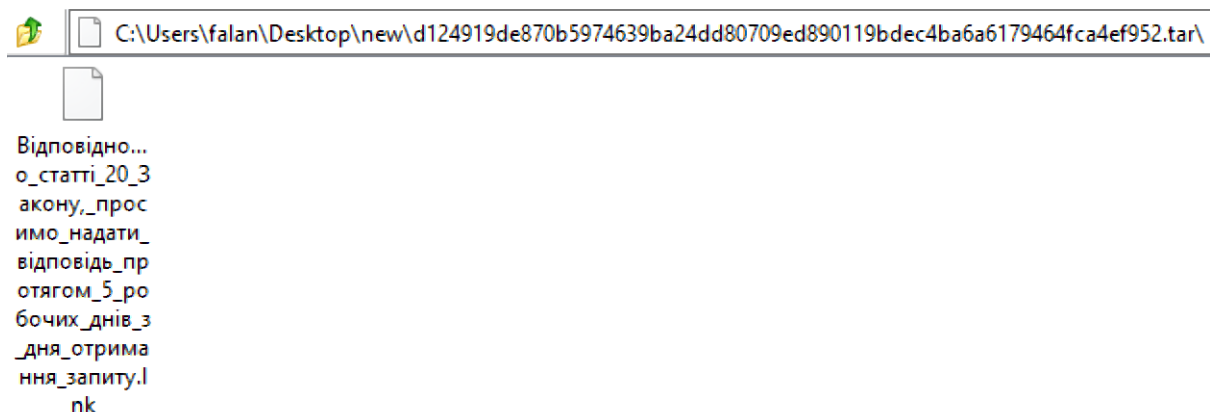 C:\Users\falan\Desktop\new\d124919de870b5974639ba24dd80709ed890119bdec4ba6a6179464fca4ef952.tar\
Відповідно...
о_статті_20_З
акону,_прос
имо_надати_
відповідь_пр
отягом_5_ро
бочих_днів_з
_дня_отрима
ння_запиту.l
nk